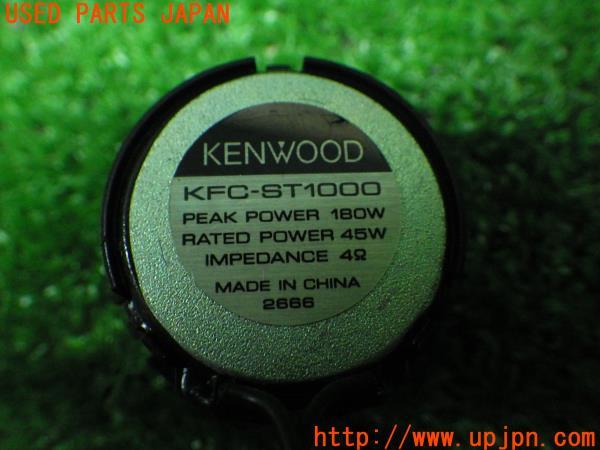 USED PARTS JAPAN
KENWOOD
KFC-ST1000
PEAK POWER 180W
RATED POWER 45W
IMPEDANCE 4Ω
MADE IN CHINA
2666
http://www.upjpn.com